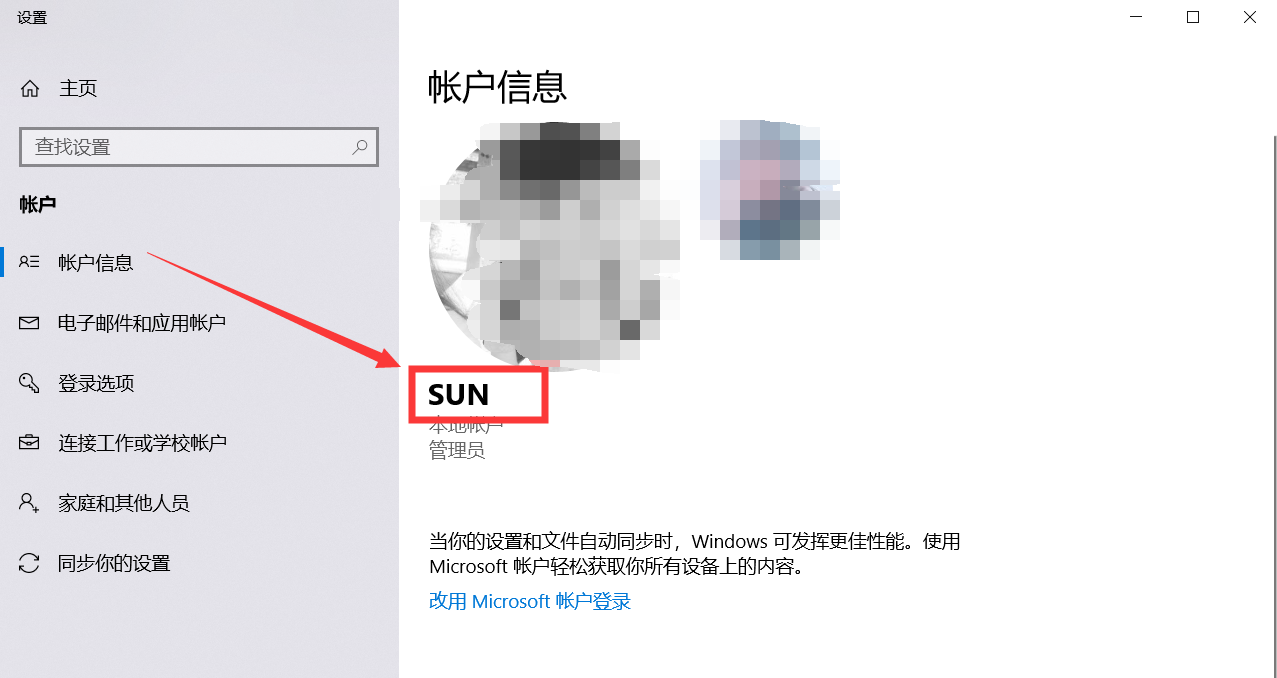 设置
主页
查找设置
帐户
帐户信息
电子邮件和应用帐户
登录选项
连接工作或学校帐户
家庭和其他人员
同步你的设置
帐户信息
SUN
本地帐户
管理员
当你的设置和文件自动同步时，Windows 可发挥更佳性能。使用
Microsoft 帐户轻松获取你所有设备上的内容。
改用 Microsoft 帐户登录